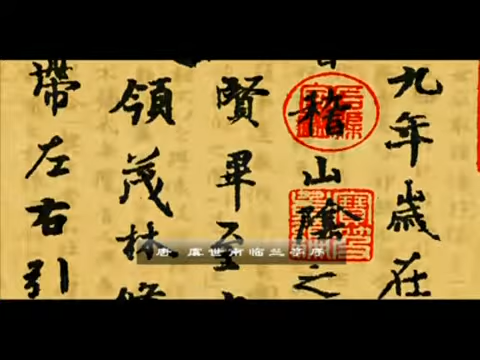 九年歲在
稽山陰之
賢畢至
領茂林
帶左右引
唐 虞世南临兰亭序